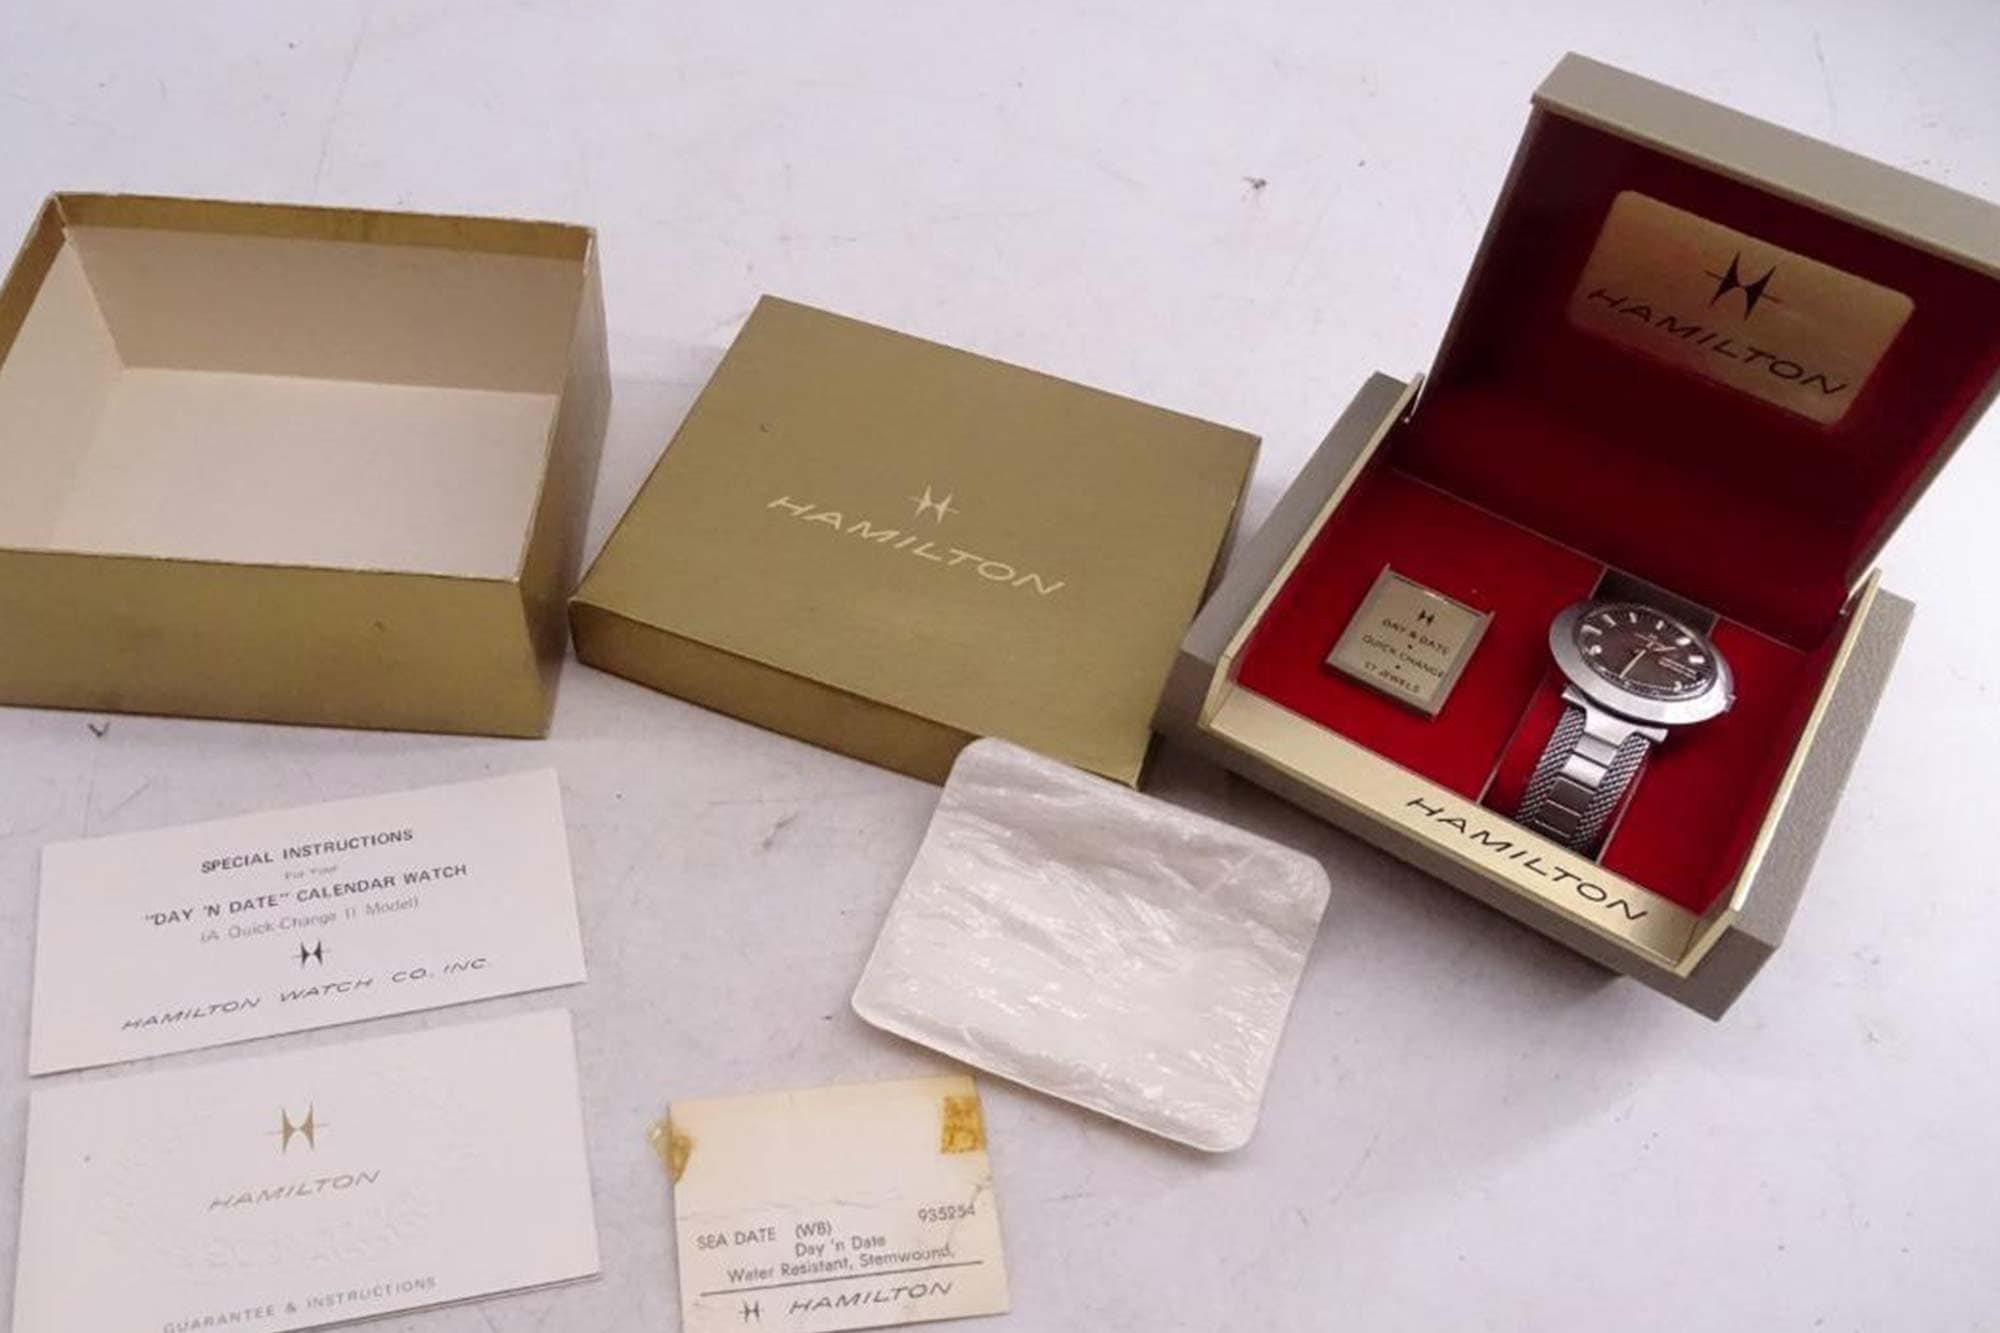 HAMILTON
HAMILTON
DAY & DATE
QUICK CHANGE
17 JEWELS
HAMILTON
SPECIAL INSTRUCTIONS
For Your
"DAY 'N DATE" CALENDAR WATCH
(A Quick-Change II Model)
HAMILTON WATCH CO. INC.
HAMILTON
GUARANTEE & INSTRUCTIONS
SEA DATE (WB) 935254
Day 'n Date
Water Resistant, Stemwound,
HAMILTON